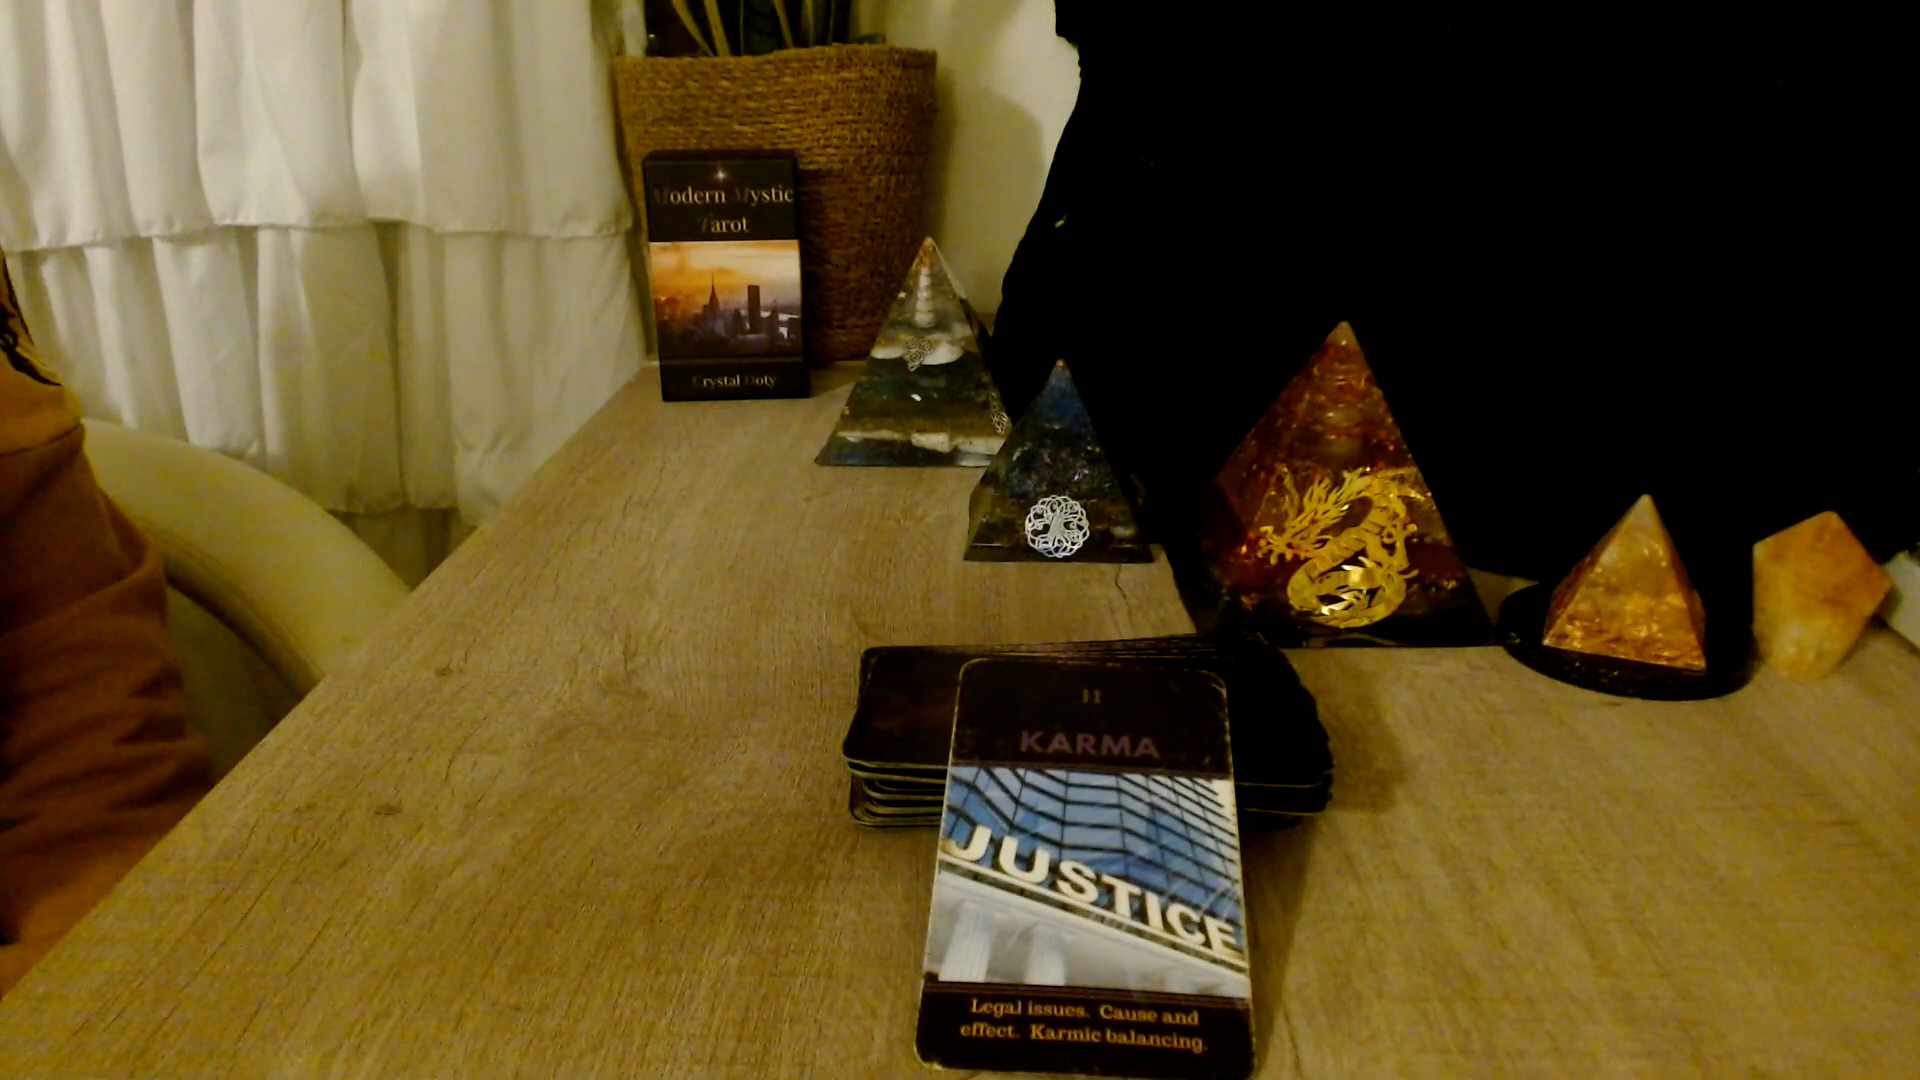 Modern Mystic
Tarot
Crystal Doty
II
KARMA
JUSTICE
Legal issues. Cause and
effect. Karmic balancing.